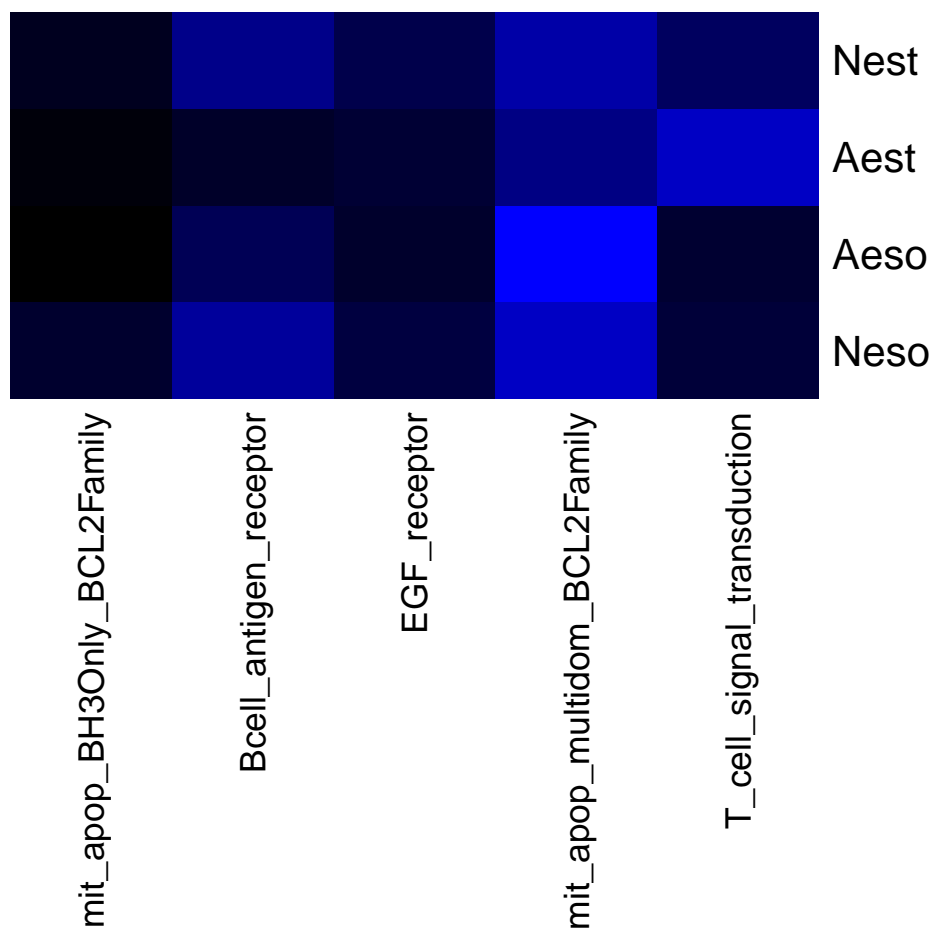 Nest
Aest
Aeso
Neso
mit_apop_BH3Only_BCL2Family
Bcell_antigen_receptor
EGF_receptor
mit_apop_multidom_BCL2Family
T_cell_signal_transduction